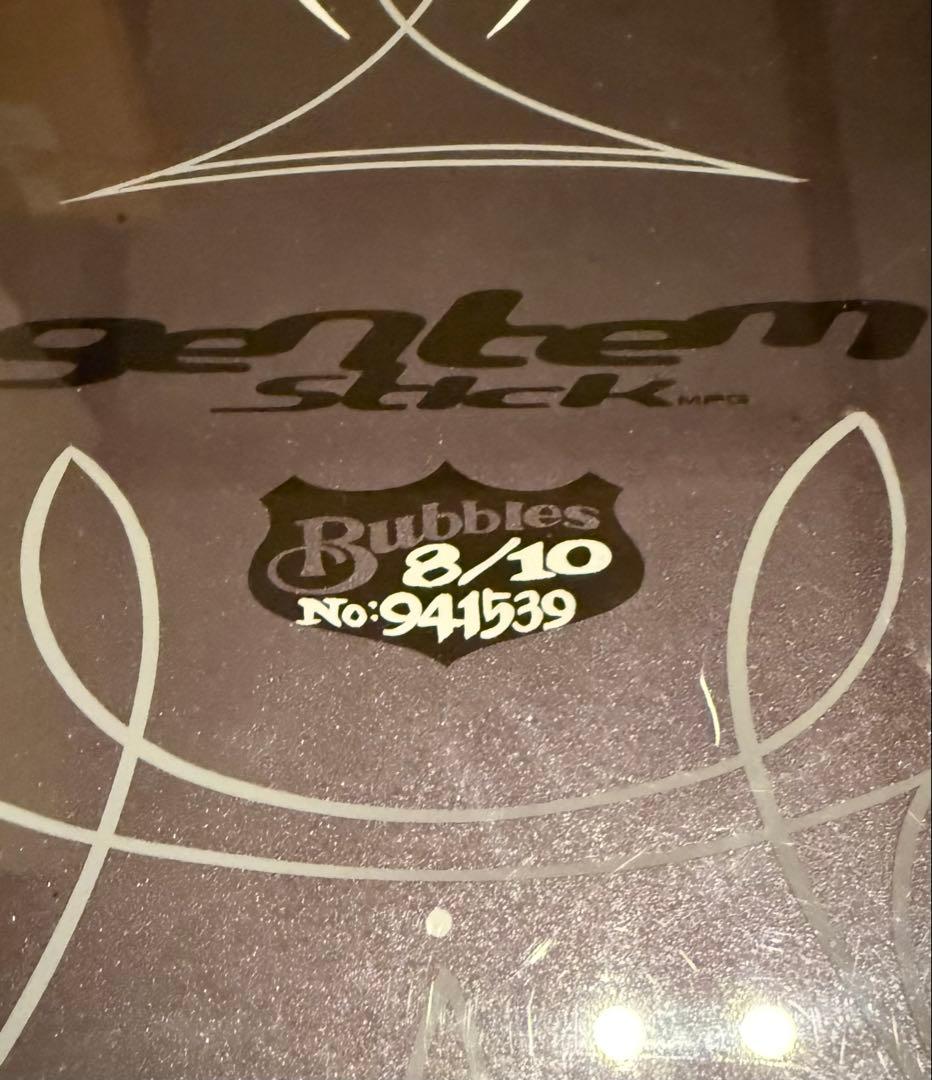 gentem
stick MFG
Bubbles
8/10
No:941539